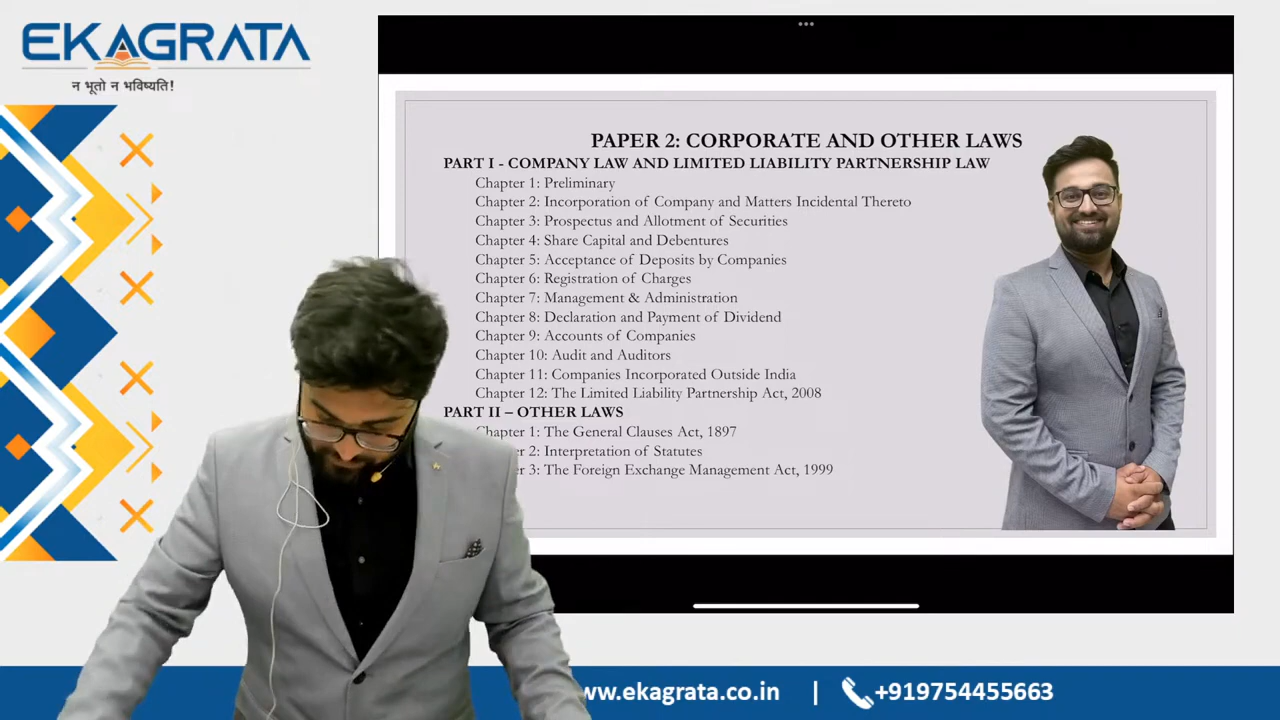 EKAGRATA
न भूतो न भविष्यति!
PAPER 2: CORPORATE AND OTHER LAWS
PART I - COMPANY LAW AND LIMITED LIABILITY PARTNERSHIP LAW
Chapter 1: Preliminary
Chapter 2: Incorporation of Company and Matters Incidental Thereto
Chapter 3: Prospectus and Allotment of Securities
Chapter 4: Share Capital and Debentures
Chapter 5: Acceptance of Deposits by Companies
Chapter 6: Registration of Charges
Chapter 7: Management & Administration
Chapter 8: Declaration and Payment of Dividend
Chapter 9: Accounts of Companies
Chapter 10: Audit and Auditors
Chapter 11: Companies Incorporated Outside India
Chapter 12: The Limited Liability Partnership Act, 2008
PART II – OTHER LAWS
Chapter 1: The General Clauses Act, 1897
2: Interpretation of Statutes
3: The Foreign Exchange Management Act, 1999
ww.ekagrata.co.in | +919754455663